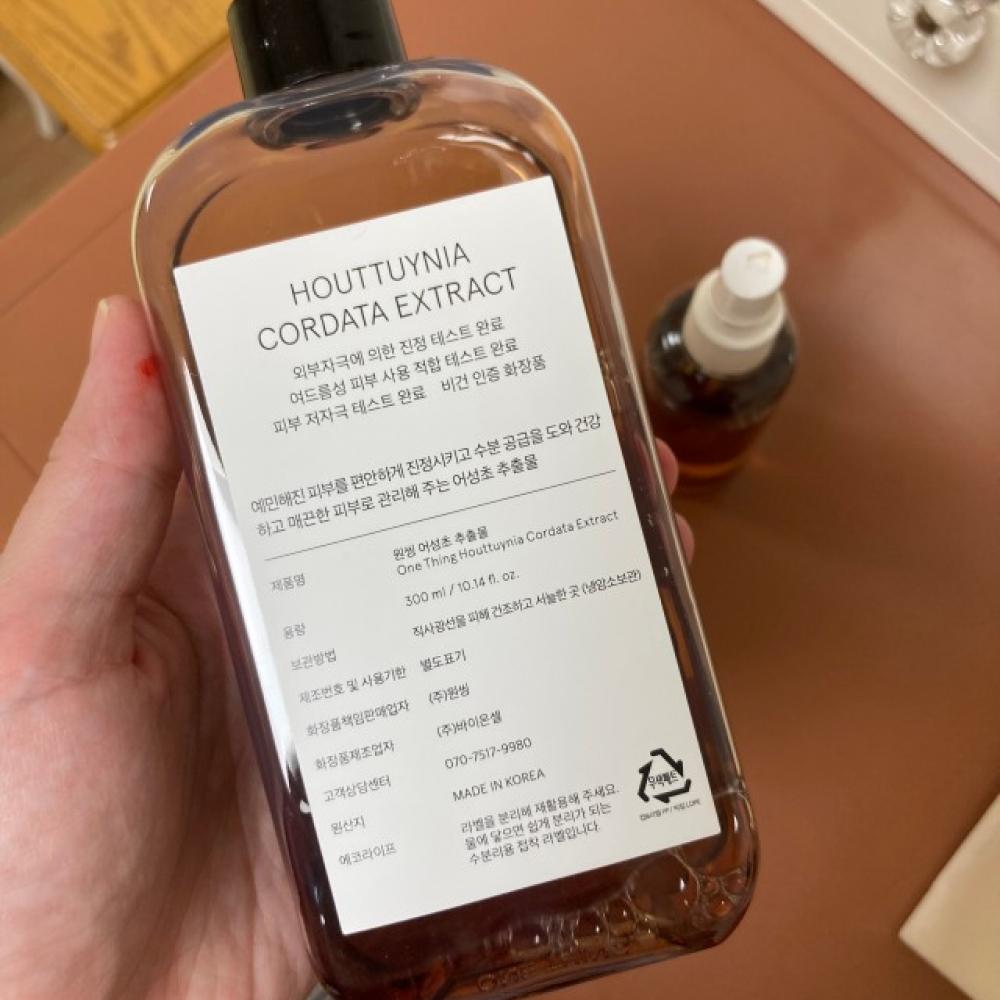 HOUTTUYNIA
CORDATA EXTRACT
외부자극에 의한 진정 테스트 완료
여드름성 피부 사용 적합 테스트 완료
피부 저자극 테스트 완료 비건 인증 화장품
예민해진 피부를 편안하게 진정시키고 수분 공급을 도와 건강
하고 매끈한 피부로 관리해 주는 어성초 추출물
제품명 원씽 어성초 추출물
One Thing Houttuynia Cordata Extract
용량 300 ml / 10.14 fl. oz.
보관방법 직사광선을 피해 건조하고 서늘한 곳 (냉암소보관)
제조번호 및 사용기한 별도표기
화장품책임판매업자 (주)원씽
화장품제조업자 (주)바이온셀
고객상담센터 070-7517-9980
원산지 MADE IN KOREA
에코라이프 라벨을 분리해 재활용해 주세요.
물에 닿으면 쉽게 분리가 되는
수분리용 접착 라벨입니다.
무색페트